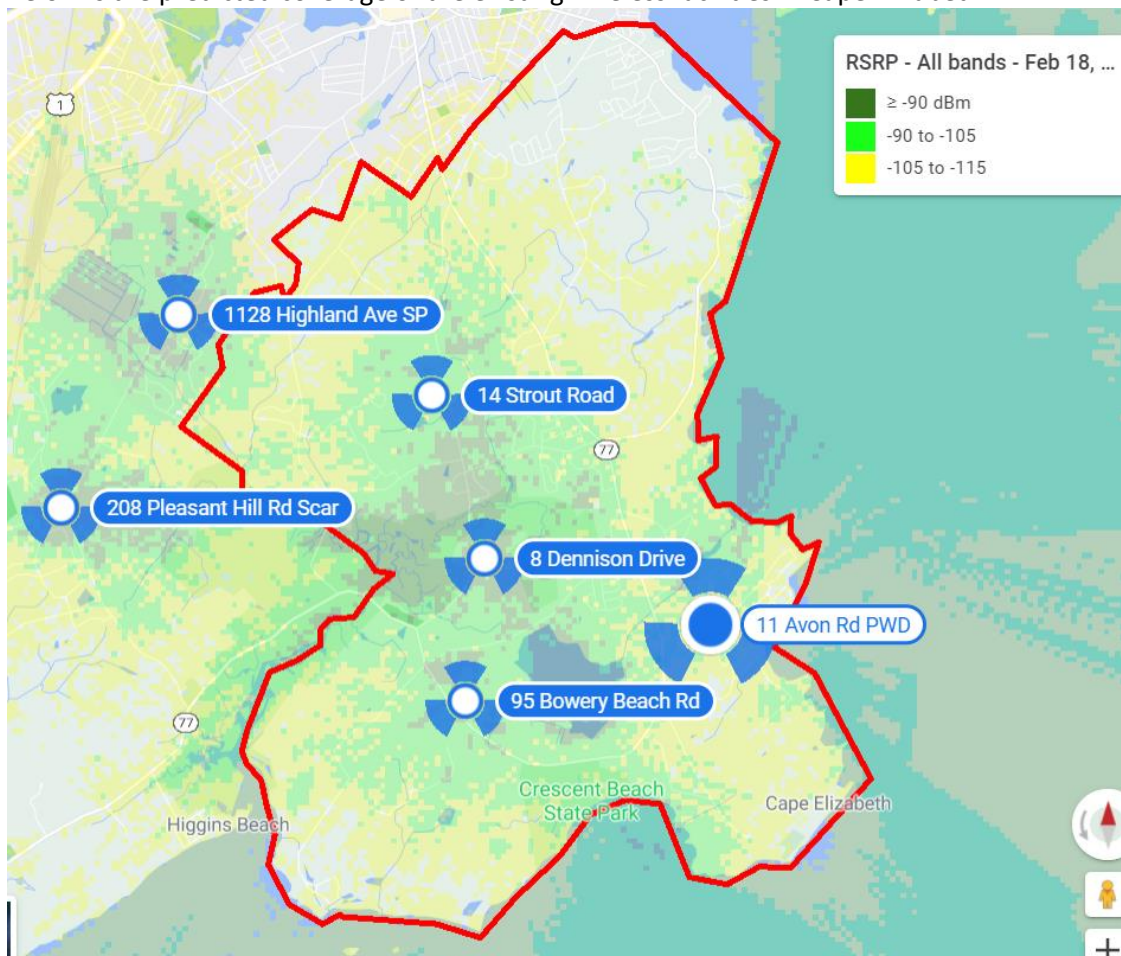 RSRP - All bands - Feb 18, ...
≥ -90 dBm
-90 to -105
-105 to -115
1
1128 Highland Ave SP
14 Strout Road
77
208 Pleasant Hill Rd Scar
8 Dennison Drive
11 Avon Rd PWD
95 Bowery Beach Rd
77
Crescent Beach
State Park
Cape Elizabeth
Higgins Beach